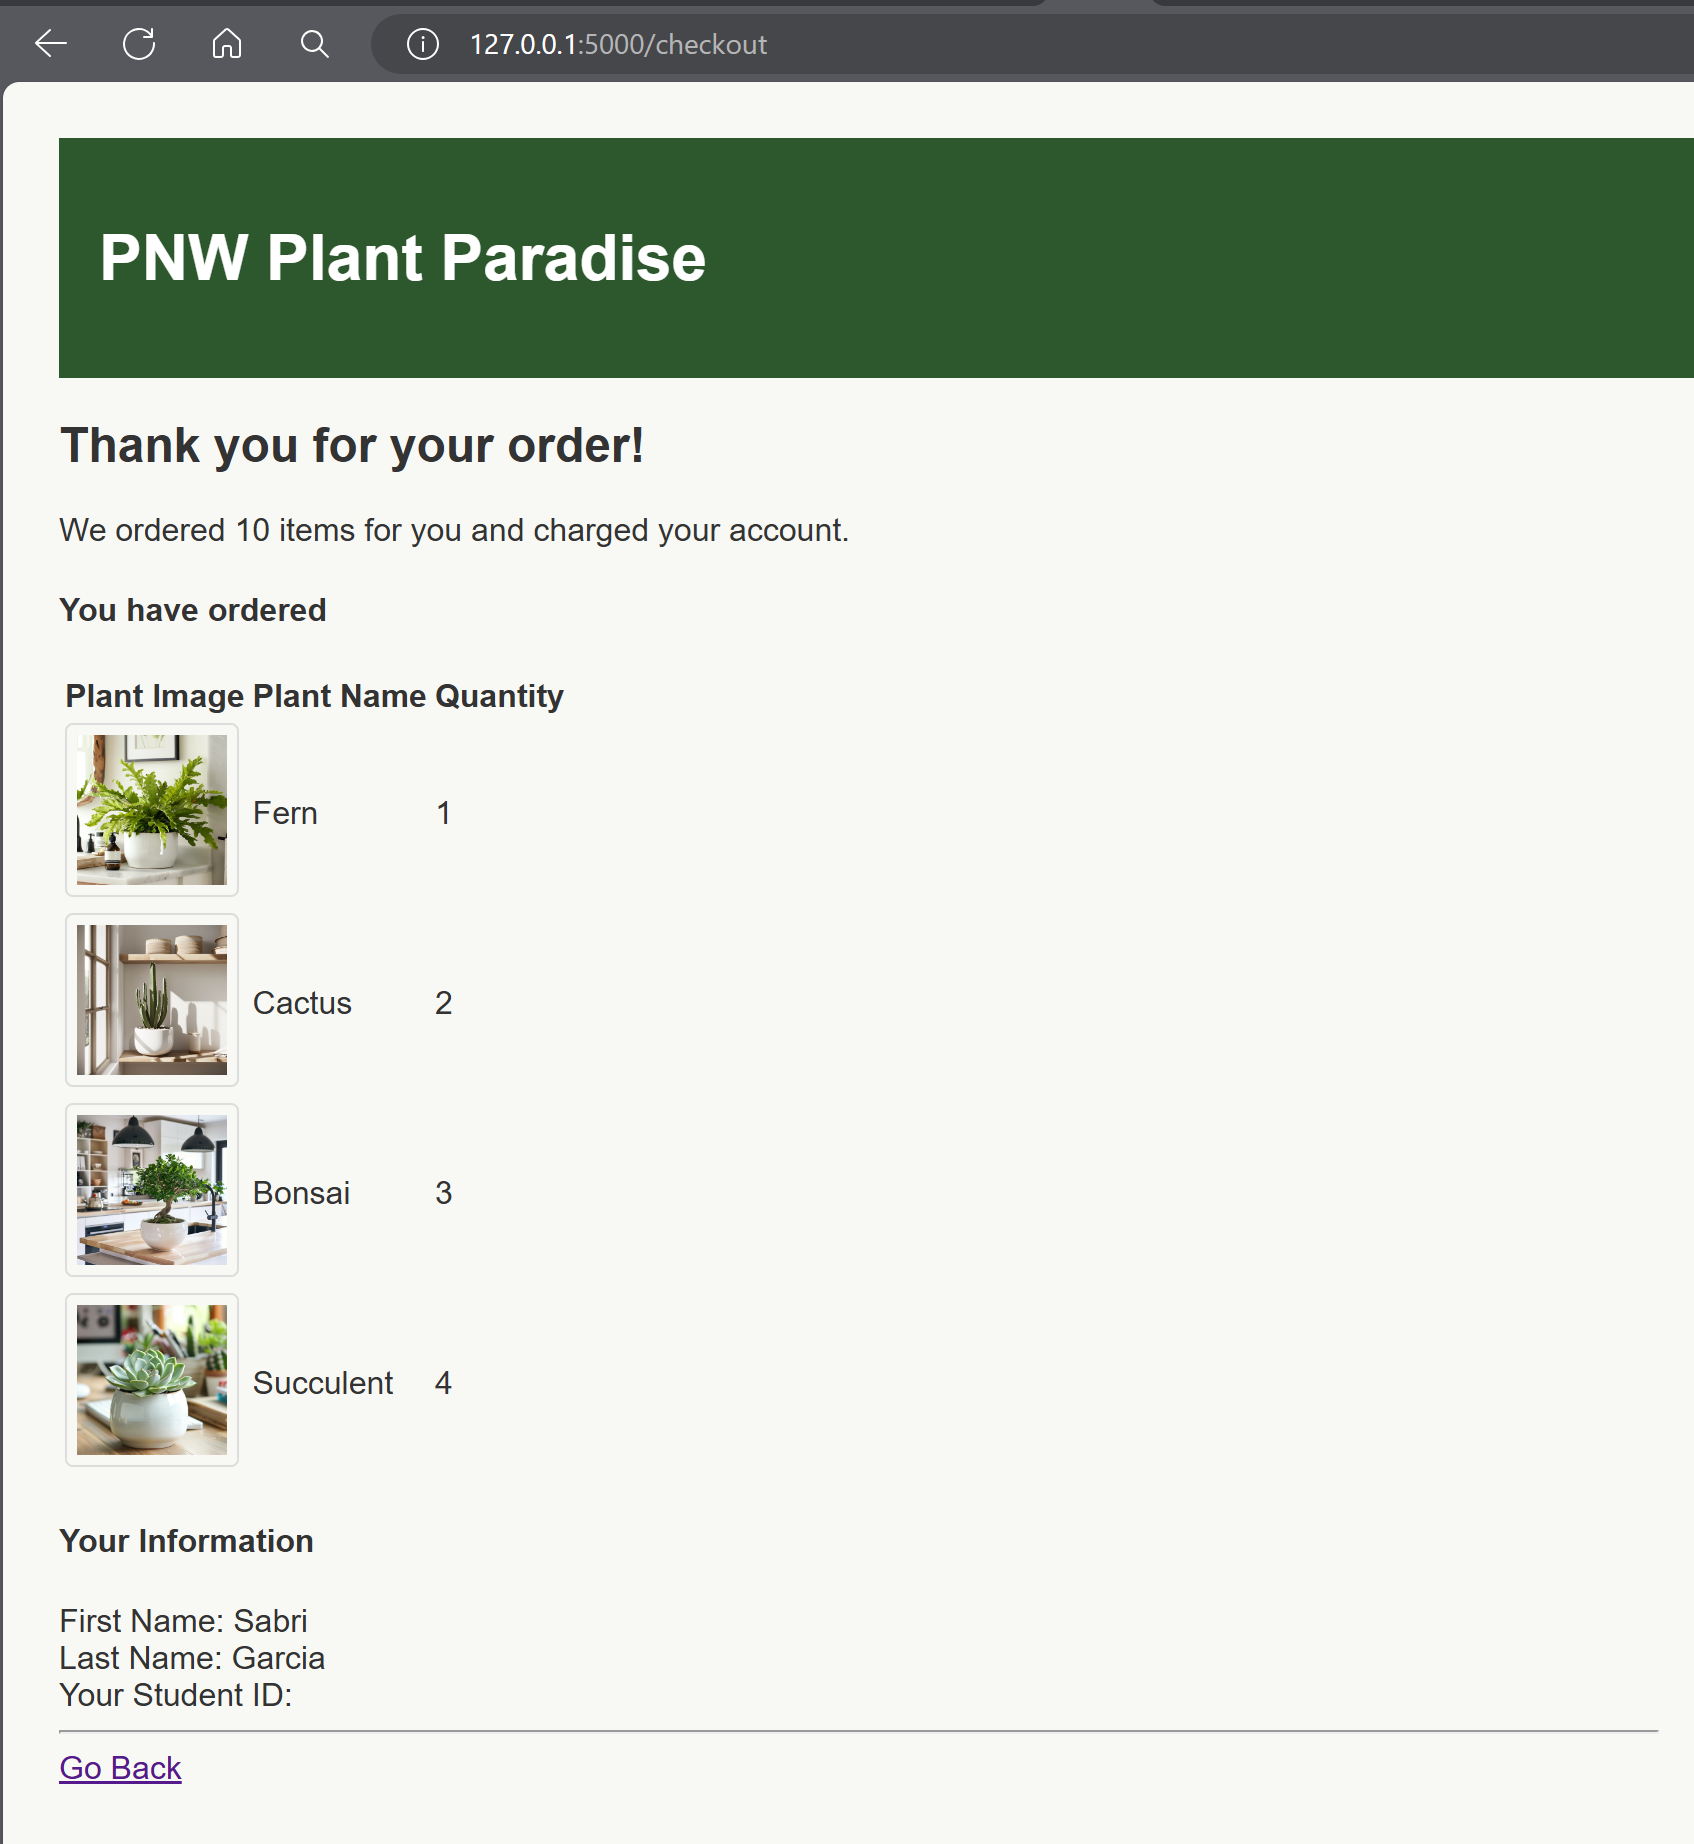 127.0.0.1:5000/checkout
PNW Plant Paradise
Thank you for your order!
We ordered 10 items for you and charged your account.
You have ordered
Plant Image Plant Name Quantity
Fern 1
Cactus 2
Bonsai 3
Succulent 4
Your Information
First Name: Sabri
Last Name: Garcia
Your Student ID:
Go Back